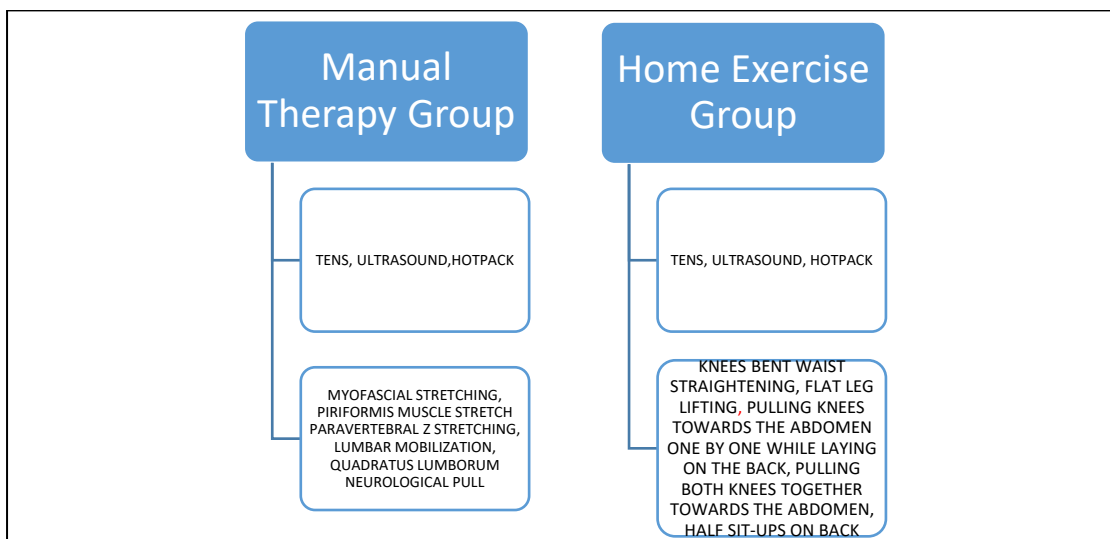 Manual
Therapy Group
TENS, ULTRASOUND,HOTPACK
MYOFASCIAL STRETCHING,
PIRIFORMIS MUSCLE STRETCH
PARAVERTEBRAL Z STRETCHING,
LUMBAR MOBILIZATION,
QUADRATUS LUMBORUM
NEUROLOGICAL PULL
Home Exercise
Group
TENS, ULTRASOUND, HOTPACK
KNEES BENT WAIST
STRAIGHTENING, FLAT LEG
LIFTING, PULLING KNEES
TOWARDS THE ABDOMEN
ONE BY ONE WHILE LAYING
ON THE BACK, PULLING
BOTH KNEES TOGETHER
TOWARDS THE ABDOMEN,
HALF SIT-UPS ON BACK